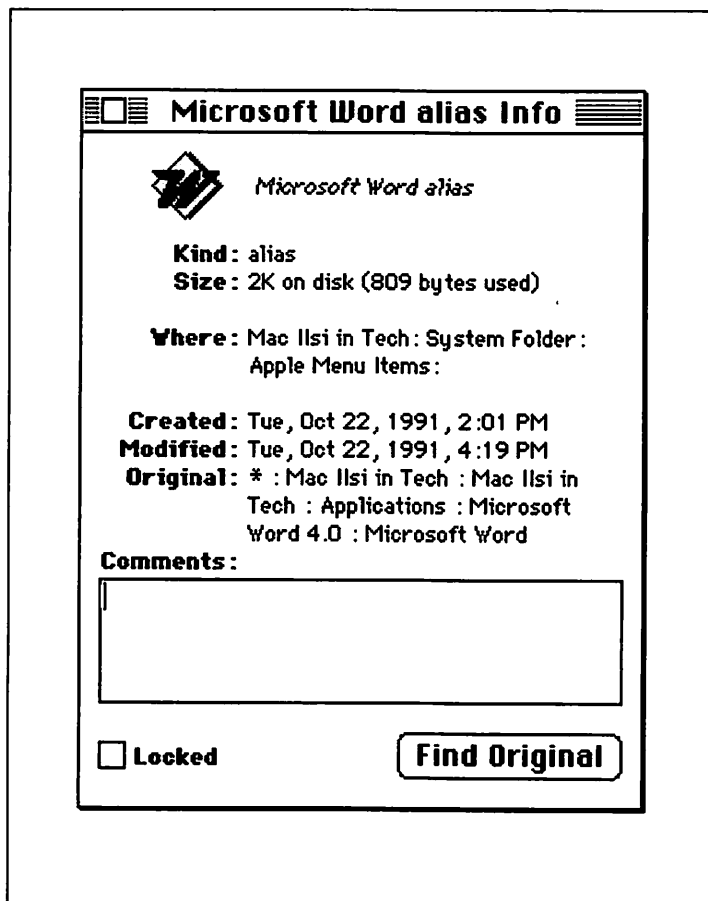 Microsoft Word alias Info
Microsoft Word alias
Kind: alias
Size: 2K on disk (809 bytes used)
Where: Mac IIsi in Tech: System Folder:
Apple Menu Items:
Created: Tue, Oct 22, 1991, 2:01 PM
Modified: Tue, Oct 22, 1991, 4:19 PM
Original: * : Mac IIsi in Tech : Mac IIsi in
Tech : Applications : Microsoft
Word 4.0 : Microsoft Word
Comments:
Locked
Find Original